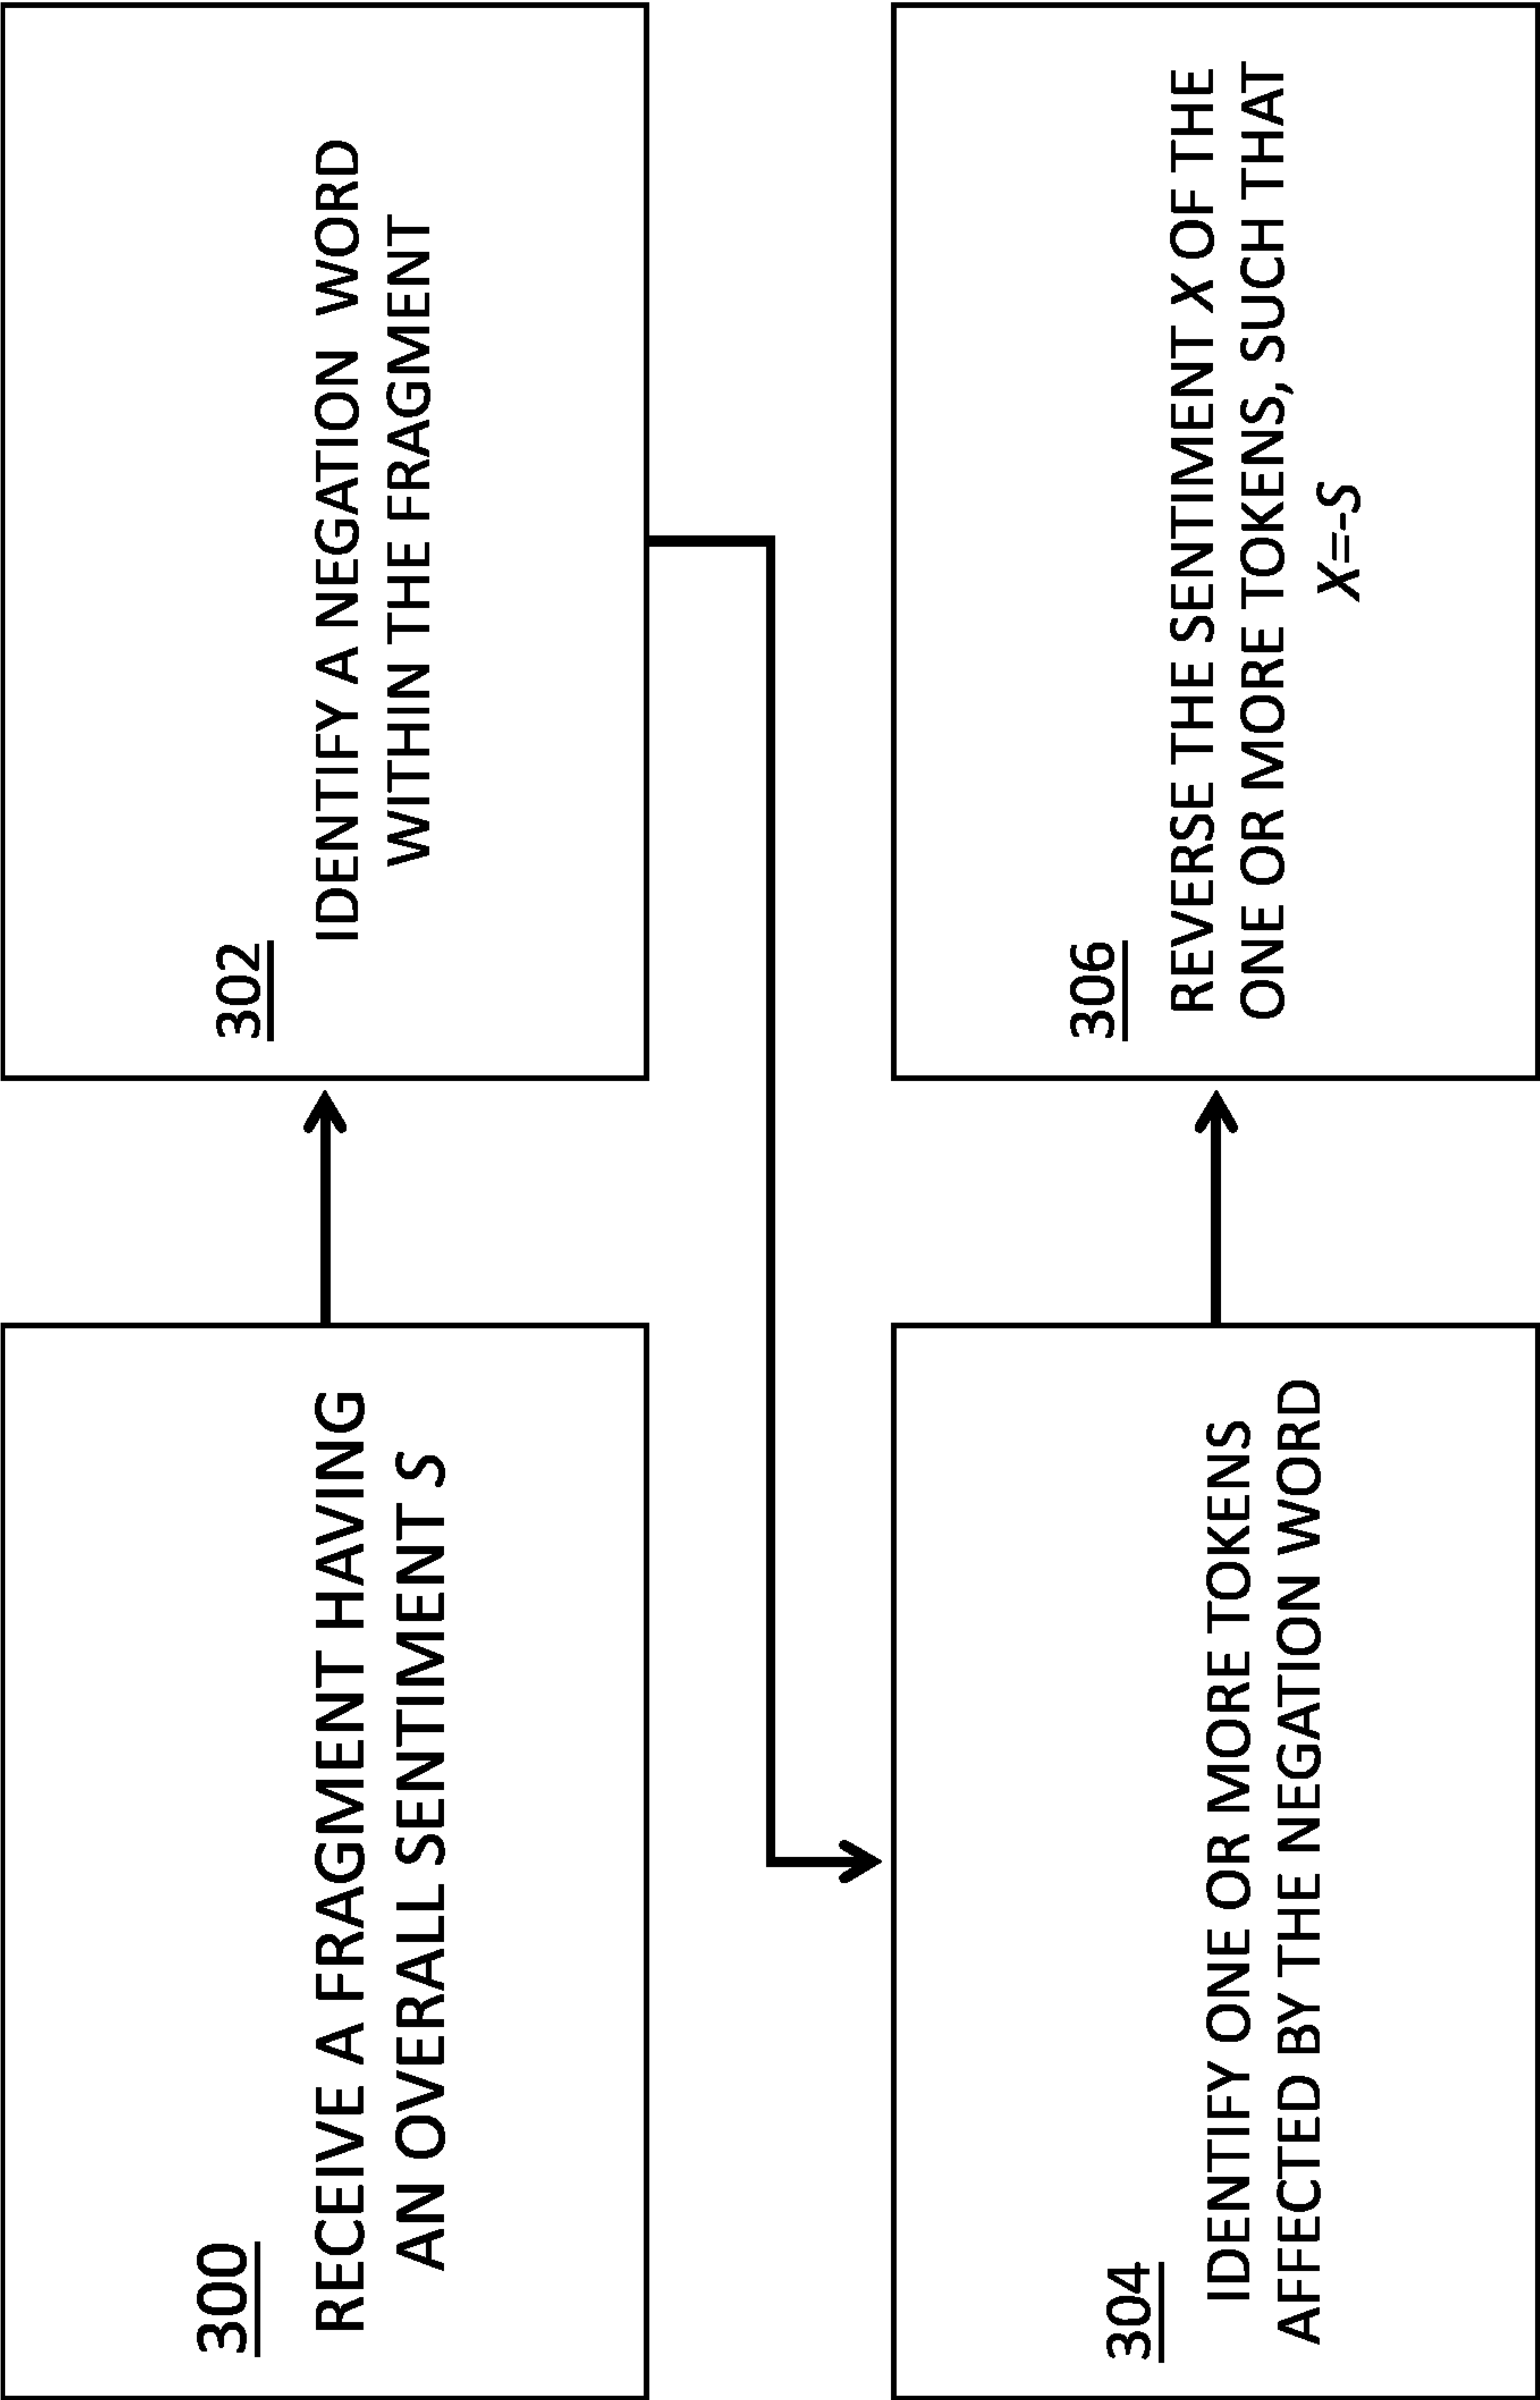 300
RECEIVE A FRAGMENT HAVING
AN OVERALL SENTIMENT S
302
IDENTIFY A NEGATION WORD
WITHIN THE FRAGMENT
304
IDENTIFY ONE OR MORE TOKENS
AFFECTED BY THE NEGATION WORD
306
REVERSE THE SENTIMENT X OF THE
ONE OR MORE TOKENS, SUCH THAT
X=-S